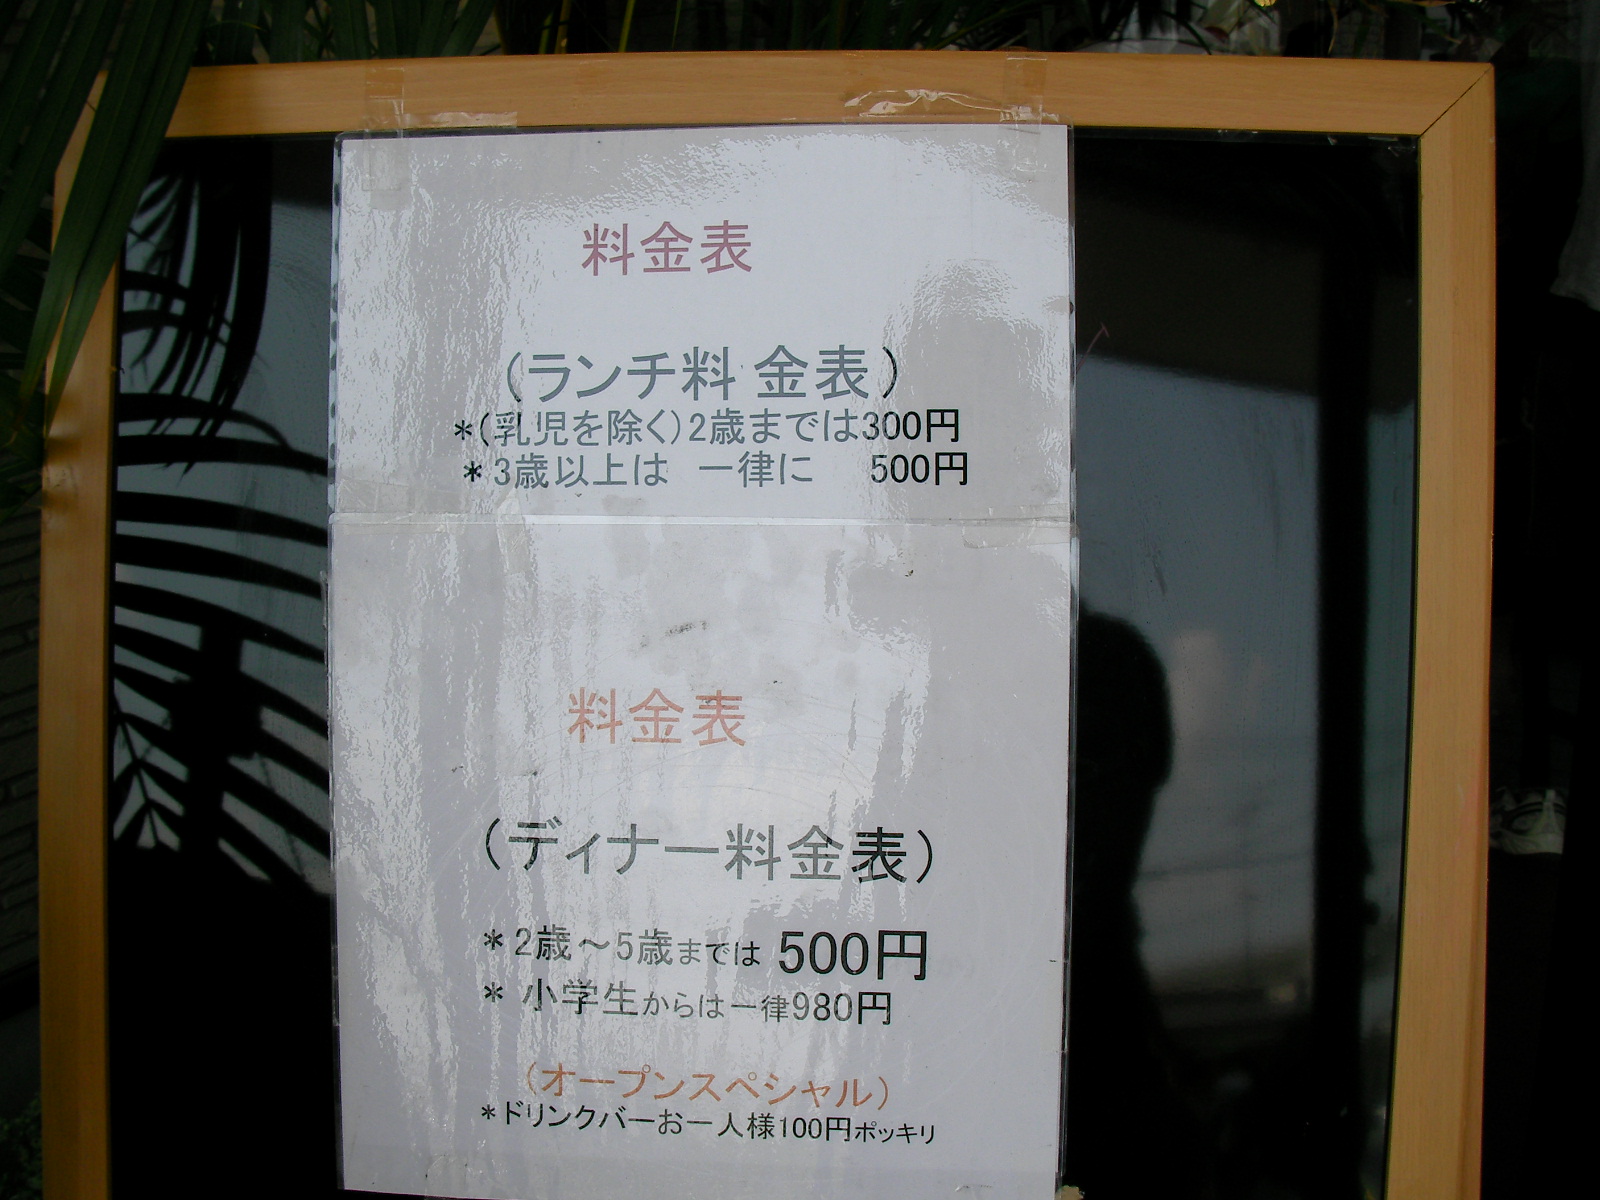 料金表
(ランチ料金表)
*(乳児を除く)2歳までは300円
*3歳以上は 一律に 500円
料金表
(ディナー料金表)
*2歳〜5歳までは 500円
* 小学生からは一律980円
(オープンスペシャル)
*ドリンクバーお一人様100円ポッキリ